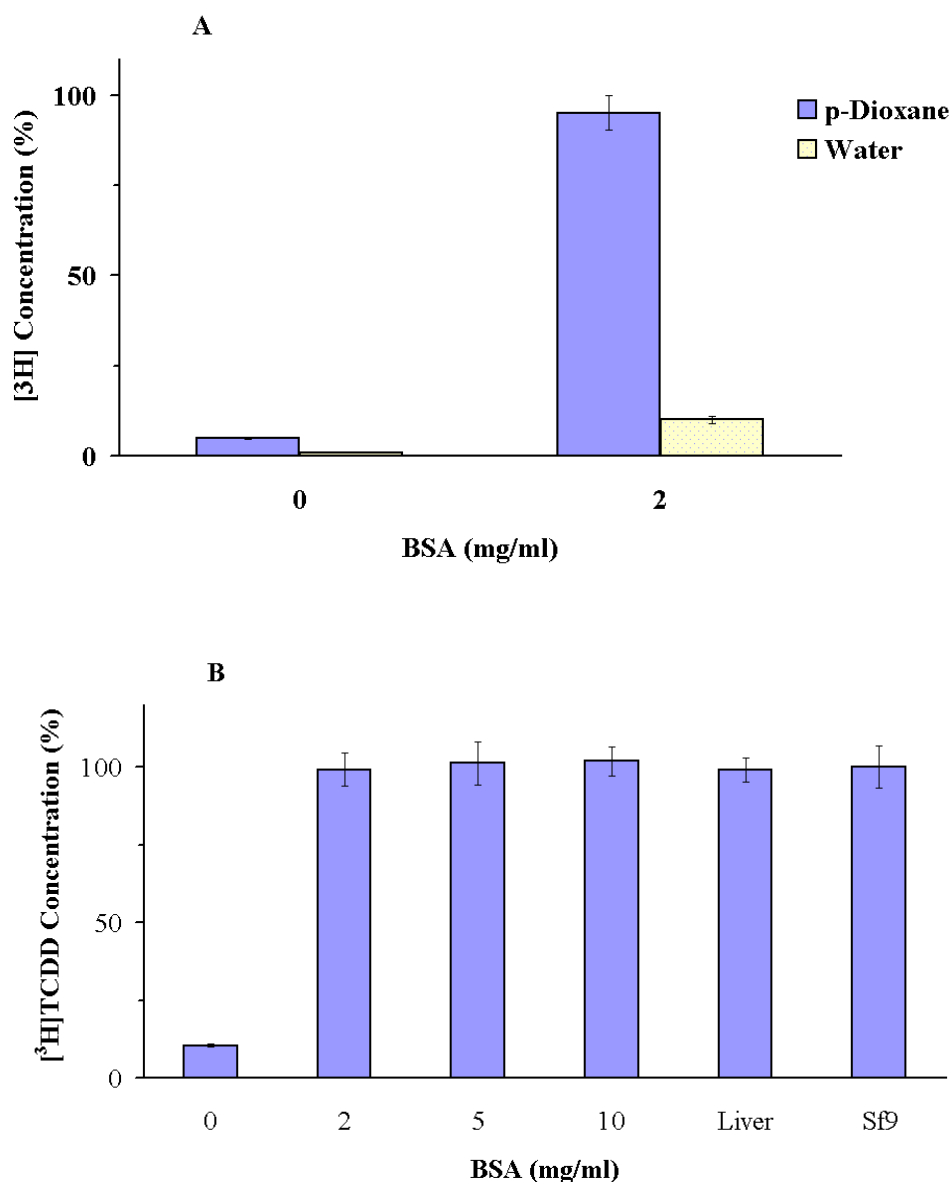 A
[3H] Concentration (%)
100
50
0
p-Dioxane
Water
0 2
BSA (mg/ml)
B
[³H]TCDD Concentration (%)
100
50
0
0 2 5 10 Liver Sf9
BSA (mg/ml)